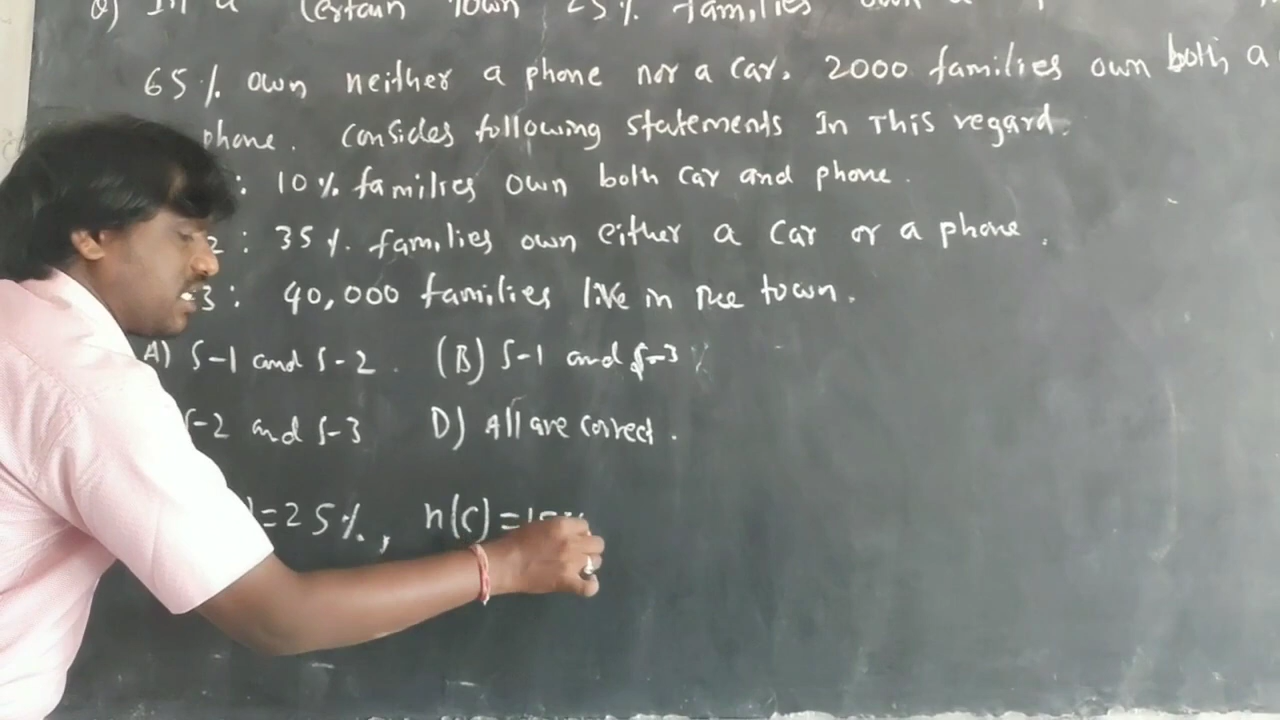 Q) In a certain Town 25% families own a
65% own neither a phone nor a car. 2000 families own both a
phone. Consides following statements In This regard.
: 10% families own both car and phone.
2: 35%. families own either a car or a phone.
3: 40,000 families live in the town.
A) S-1 and S-2. (B) S-1 and S-3
S-2 and S-3 D) All are correct.
)=25%, n(C)=15%